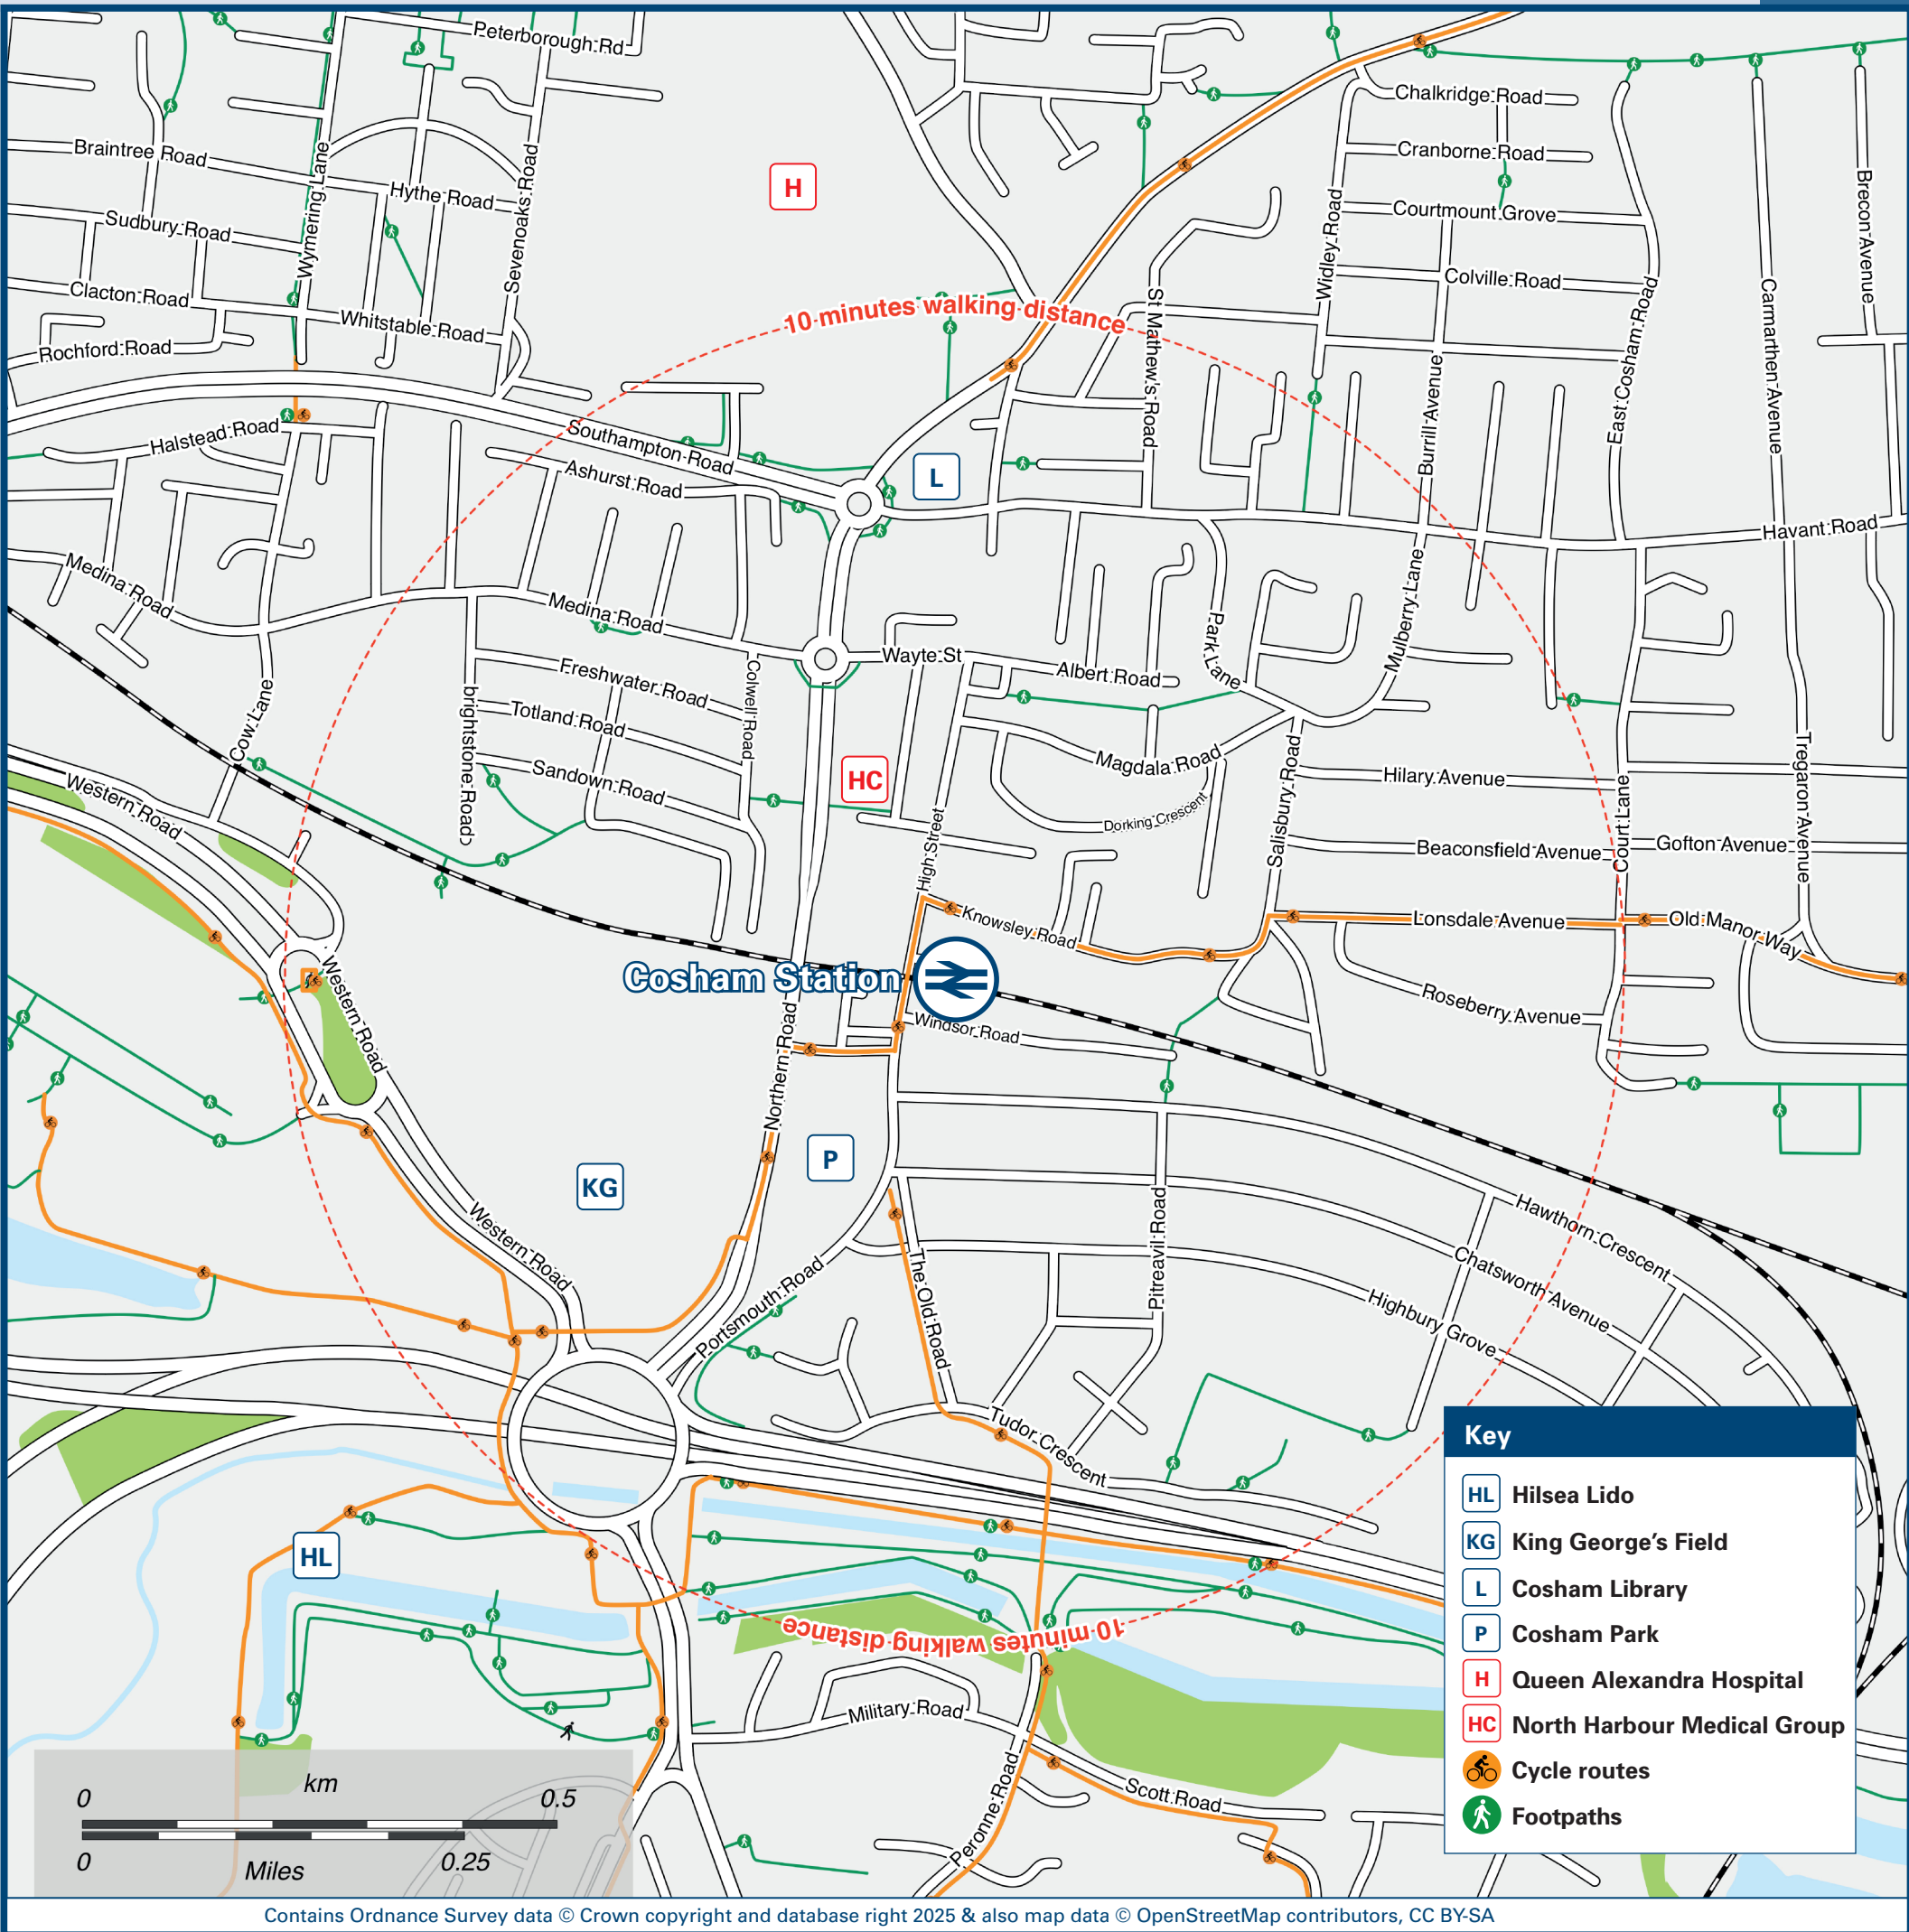 Peterborough Rd
Braintree Road
Wymering Lane
Hythe Road
Sevenoaks Road
Sudbury Road
Clacton Road
Whitstable Road
Rochford Road
Halstead Road
H
Chalkridge Road
Cranborne Road
Courtmount Grove
Widley Road
Colville Road
East Cosham Road
Carmarthen Avenue
Brecon Avenue
St Mathew's Road
Burrill Avenue
10 minutes walking distance
Southampton Road
Ashurst Road
L
Havant Road
Medina Road
Medina Road
Wayte St
Albert Road
Park Lane
Mulberry Lane
Cow Lane
brightstone Road
Freshwater Road
Totland Road
Sandown Road
Colwell Road
HC
High Street
Magdala Road
Dorking Crescent
Salisbury Road
Hilary Avenue
Beaconsfield Avenue
Court Lane
Gofton Avenue
Tregaron Avenue
Western Road
Western Road
Knowsley Road
Lonsdale Avenue
Old Manor Way
Cosham Station
Windsor Road
Roseberry Avenue
Northern Road
P
KG
Western Road
Portsmouth Road
The Old Road
Pitreavil Road
Hawthorn Crescent
Chatsworth Avenue
Highbury Grove
Tudor Crescent
HL
10 minutes walking distance
Military Road
Peronne Road
Scott Road
Key
HL Hilsea Lido
KG King George's Field
L Cosham Library
P Cosham Park
H Queen Alexandra Hospital
HC North Harbour Medical Group
Cycle routes
Footpaths
km
0 0.5
0 0.25
Miles
Contains Ordnance Survey data © Crown copyright and database right 2025 & also map data © OpenStreetMap contributors, CC BY-SA